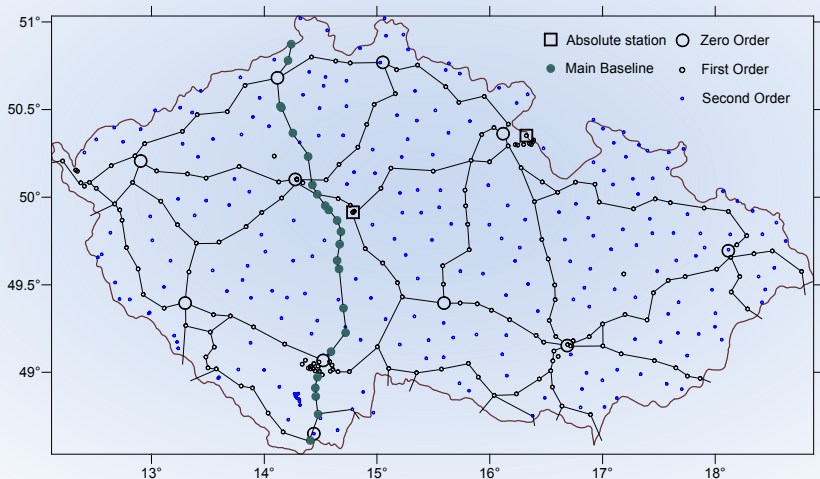 51°
50.5°
50°
49.5°
49°
Absolute station
Zero Order
Main Baseline
First Order
Second Order
13°
14°
15°
16°
17°
18°